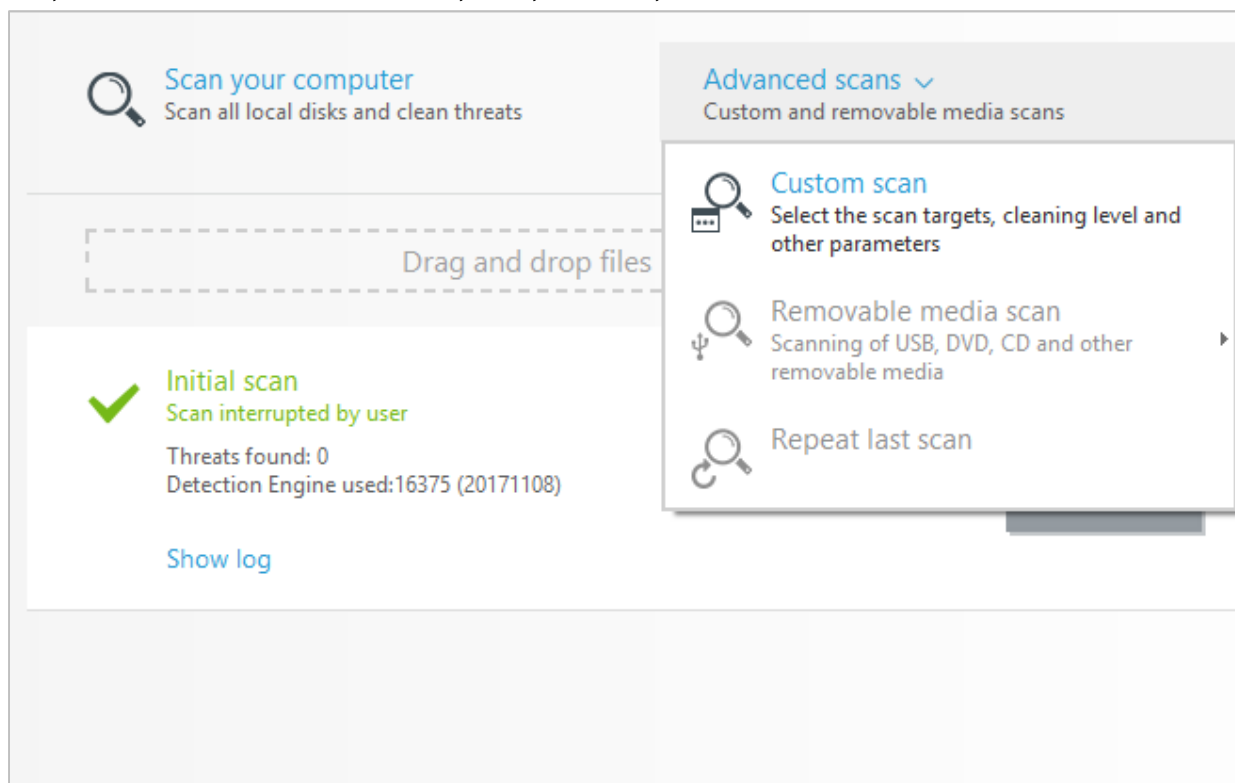 Scan your computer
Scan all local disks and clean threats
Advanced scans
Custom and removable media scans
Custom scan
Select the scan targets, cleaning level and
other parameters
Drag and drop files
Removable media scan
Scanning of USB, DVD, CD and other
removable media
Initial scan
Scan interrupted by user
Threats found: 0
Detection Engine used:16375 (20171108)
Repeat last scan
Show log